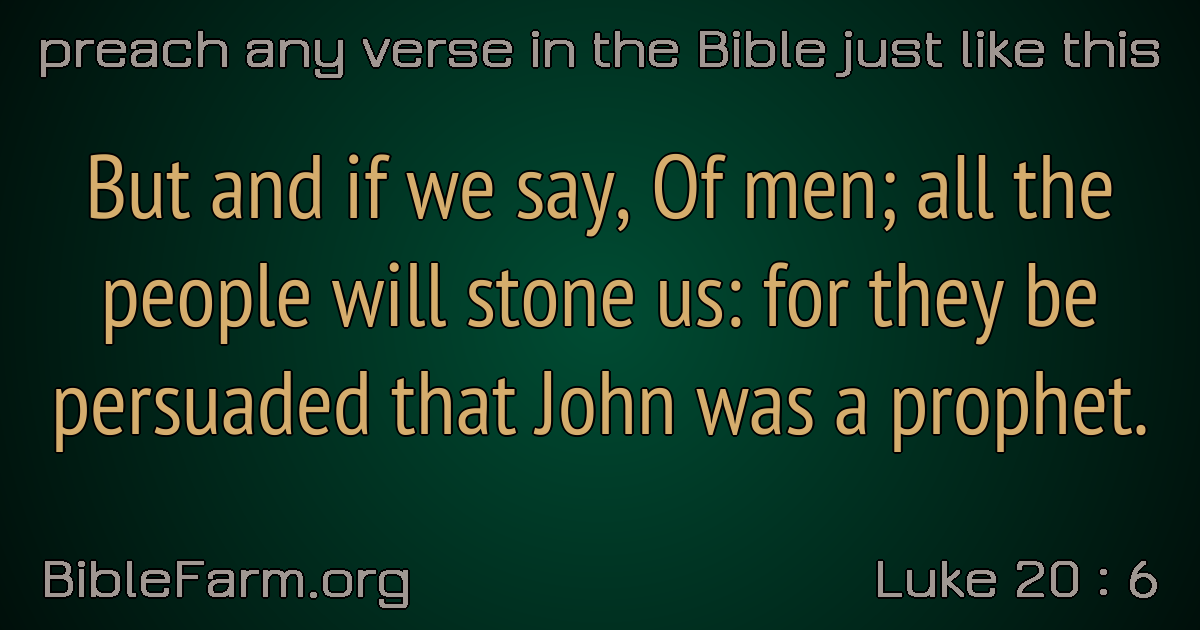 preach any verse in the Bible just like this
But and if we say, Of men; all the
people will stone us: for they be
persuaded that John was a prophet.
BibleFarm.org
Luke 20 : 6